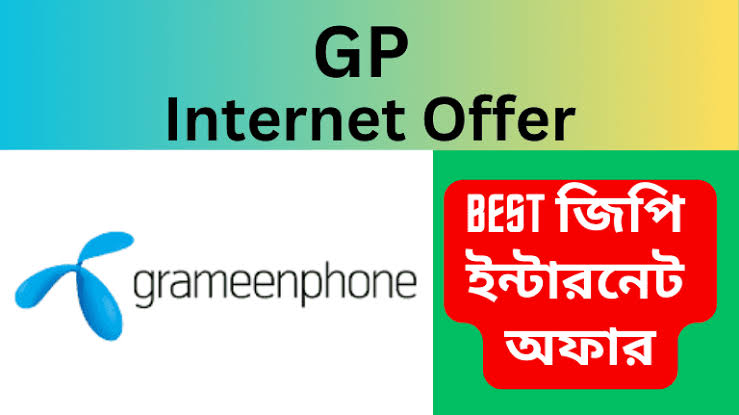 GP
Internet Offer
grameenphone
BEST জিপি
ইন্টারনেট
অফার